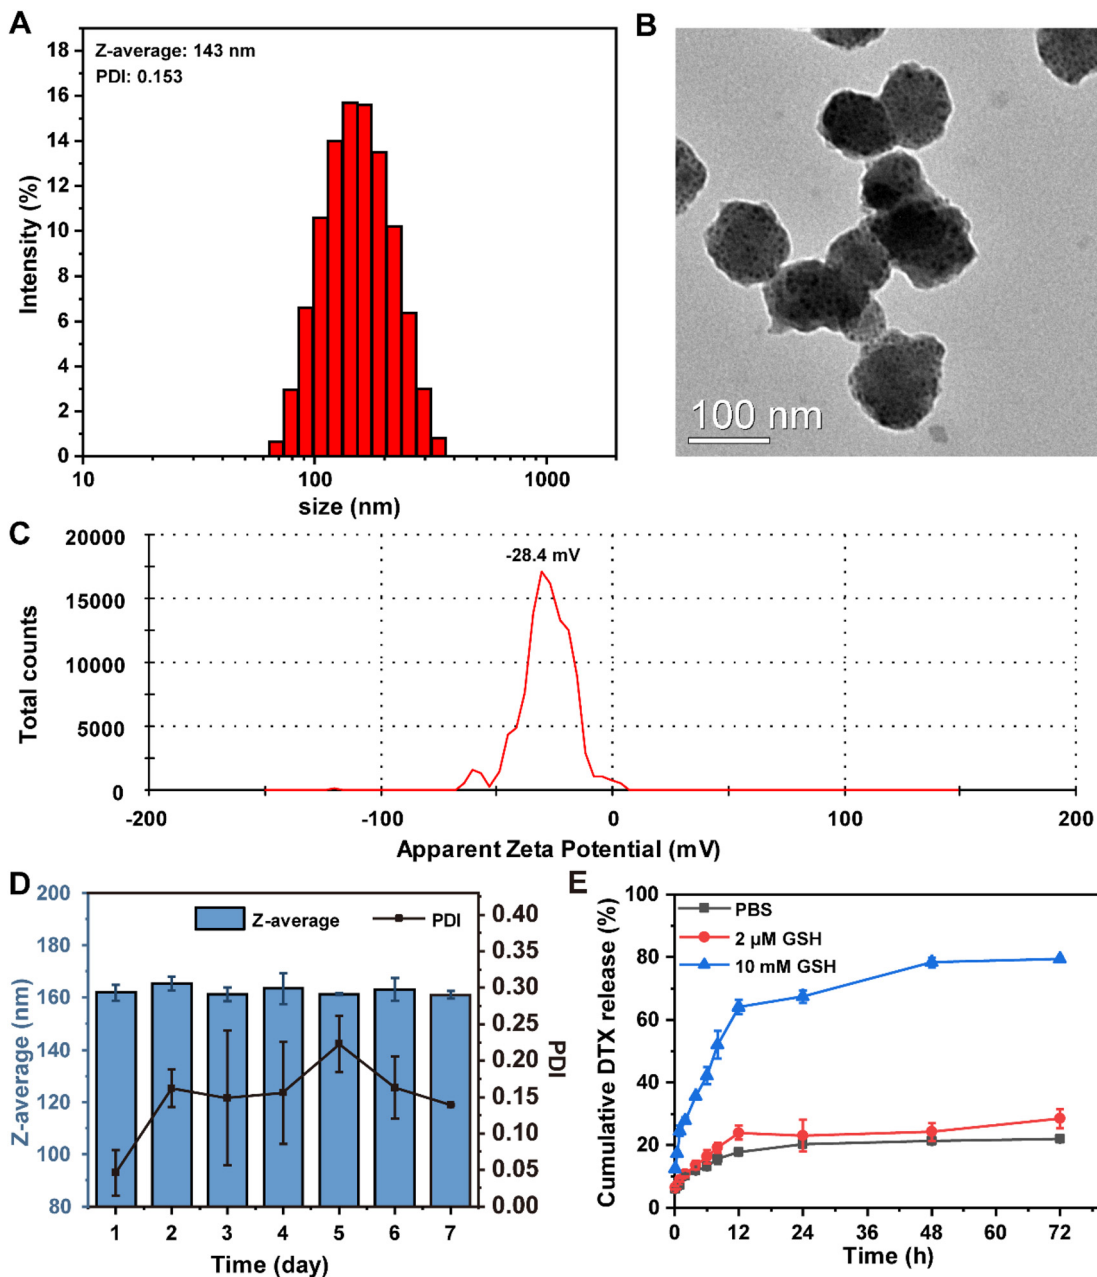 A
Z-average: 143 nm
PDI: 0.153
18
16
14
12
10
8
6
4
2
0
Intensity (%)
10 100 1000
size (nm)
B
100 nm
C
-28.4 mV
20000
15000
10000
5000
0
Total counts
-200 -100 0 100 200
Apparent Zeta Potential (mV)
D
Z-average PDI
200
180
160
140
120
100
80
Z-average (nm)
0.40
0.35
0.30
0.25
0.20
0.15
0.10
0.05
0.00
PDI
1 2 3 4 5 6 7
Time (day)
E
PBS
2 μM GSH
10 mM GSH
100
80
60
40
20
0
Cumulative DTX release (%)
0 12 24 36 48 60 72
Time (h)